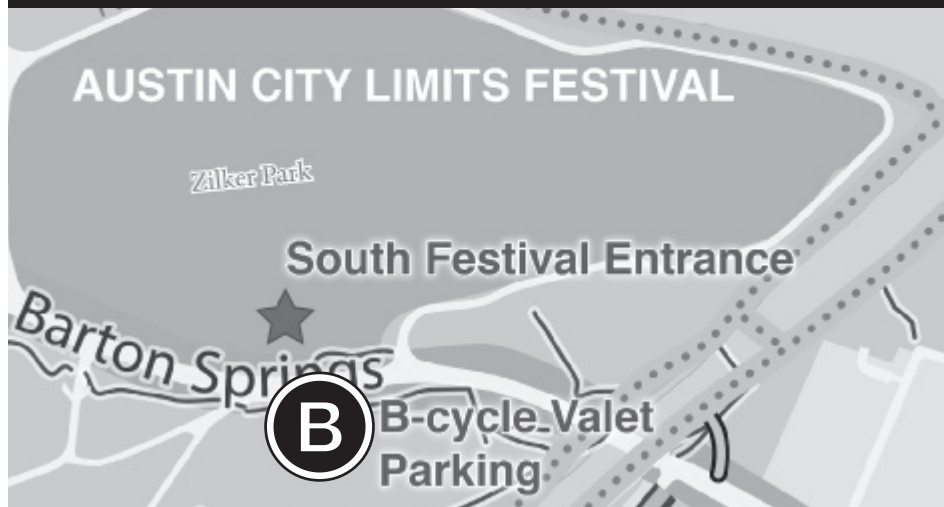 AUSTIN CITY LIMITS FESTIVAL
Zilker Park
South Festival Entrance
Barton Springs
B
B-cycle Valet
Parking